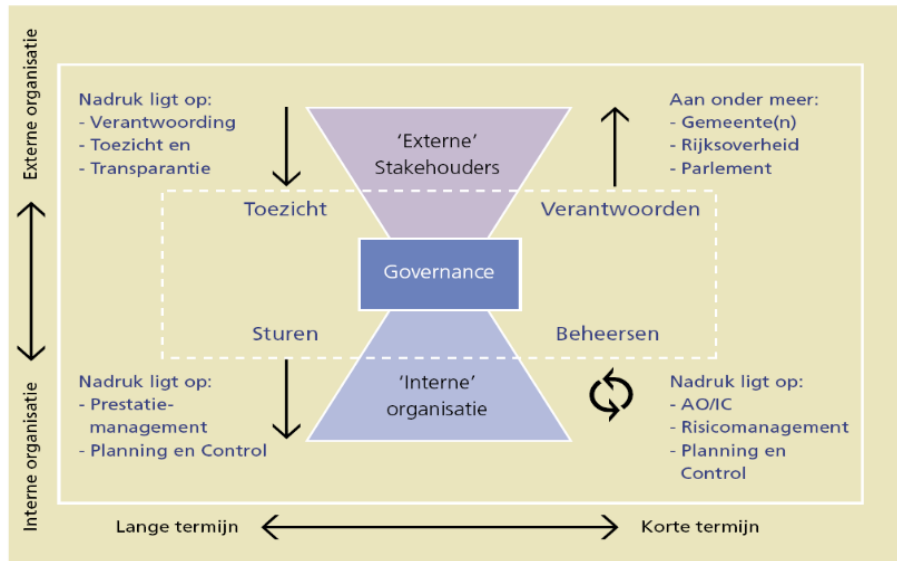 Externe organisatie
Nadruk ligt op:
- Verantwoording
- Toezicht en
- Transparantie
'Externe'
Stakehouders
Aan onder meer:
- Gemeente(n)
- Rijksoverheid
- Parlement
Toezicht
Verantwoorden
Governance
Sturen
Beheersen
Interne organisatie
Nadruk ligt op:
- Prestatie-
management
- Planning en Control
'Interne'
organisatie
Nadruk ligt op:
- AO/IC
- Risicomanagement
- Planning en
Control
Lange termijn
Korte termijn